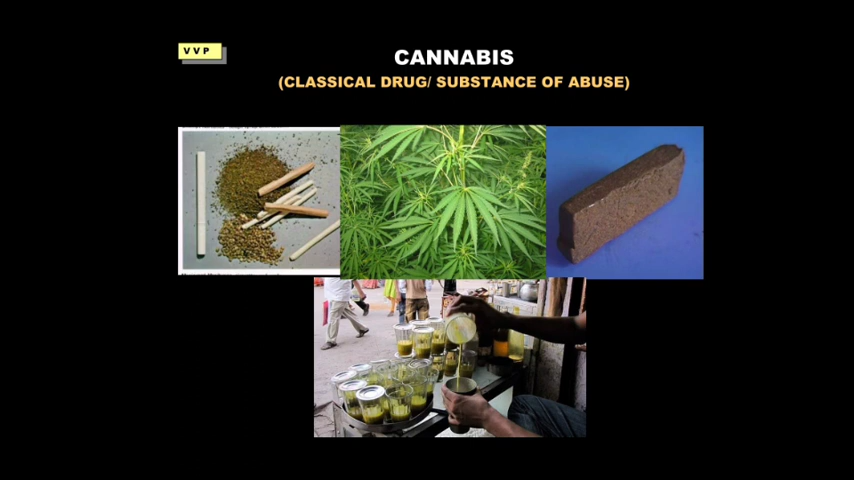 VVP
CANNABIS
(CLASSICAL DRUG/ SUBSTANCE OF ABUSE)